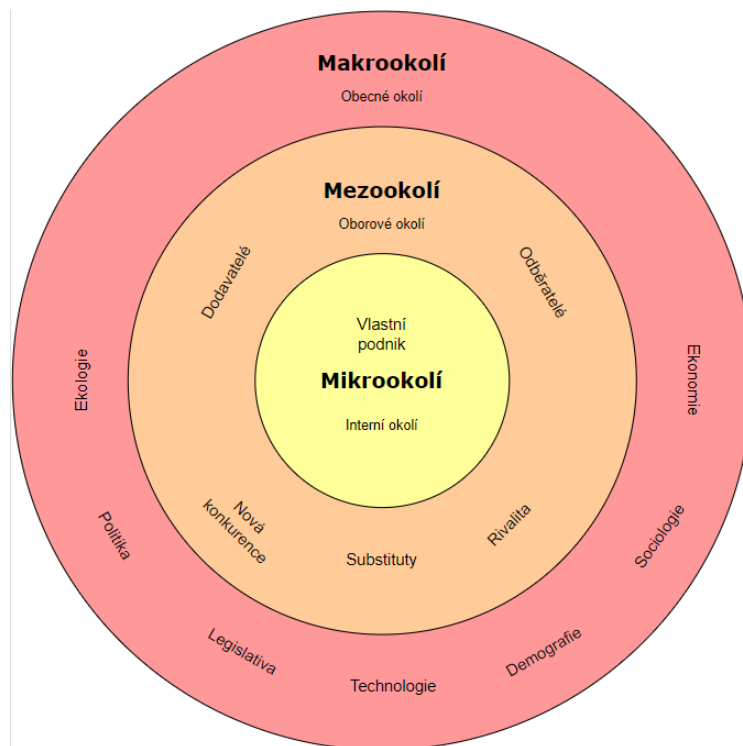 Makrookolí
Obecné okolí
Mezookolí
Oborové okolí
Dodavatelé
Odběratelé
Vlastní
podnik
Mikrookolí
Interní okolí
Ekologie
Ekonomie
Nová
konkurence
Substituty
Rivalita
Politika
Sociologie
Legislativa
Technologie
Demografie